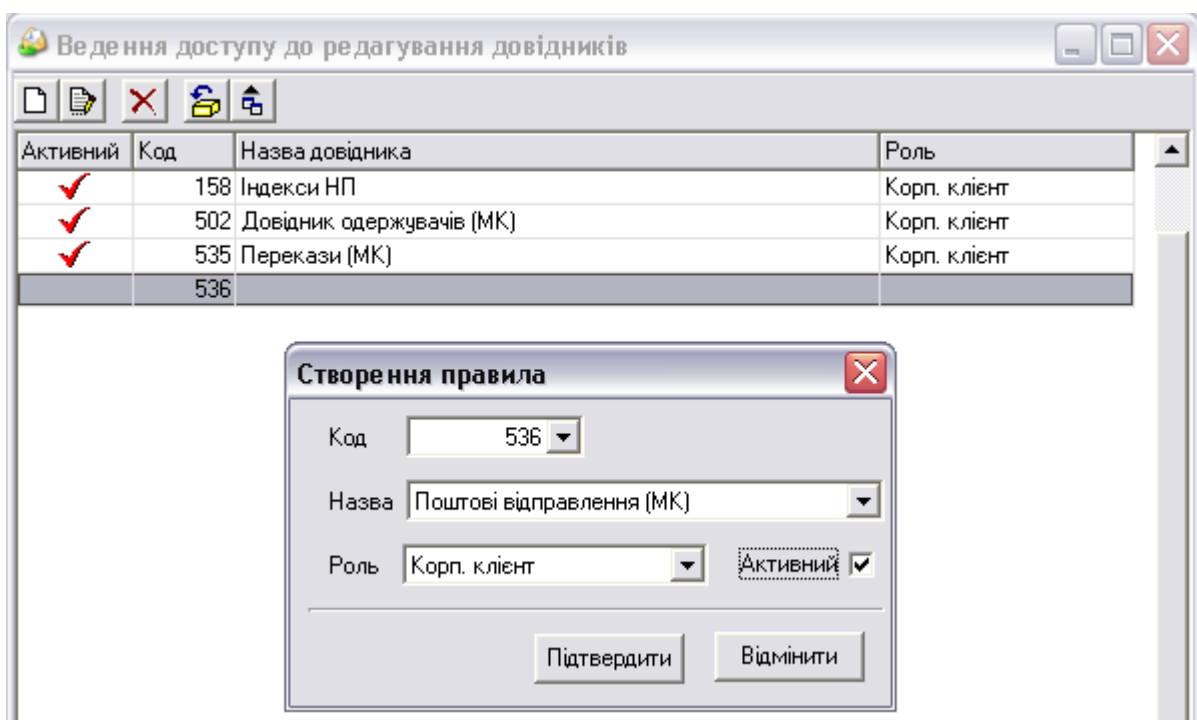 Ведення доступу до редагування довідників
Активний Код Назва довідника Роль
158 Індекси НП Корп. клієнт
502 Довідник одержувачів (МК) Корп. клієнт
535 Перекази (МК) Корп. клієнт
536
Створення правила
Код 536
Назва Поштові відправлення (МК)
Роль Корп. клієнт Активний
Підтвердити Відмінити